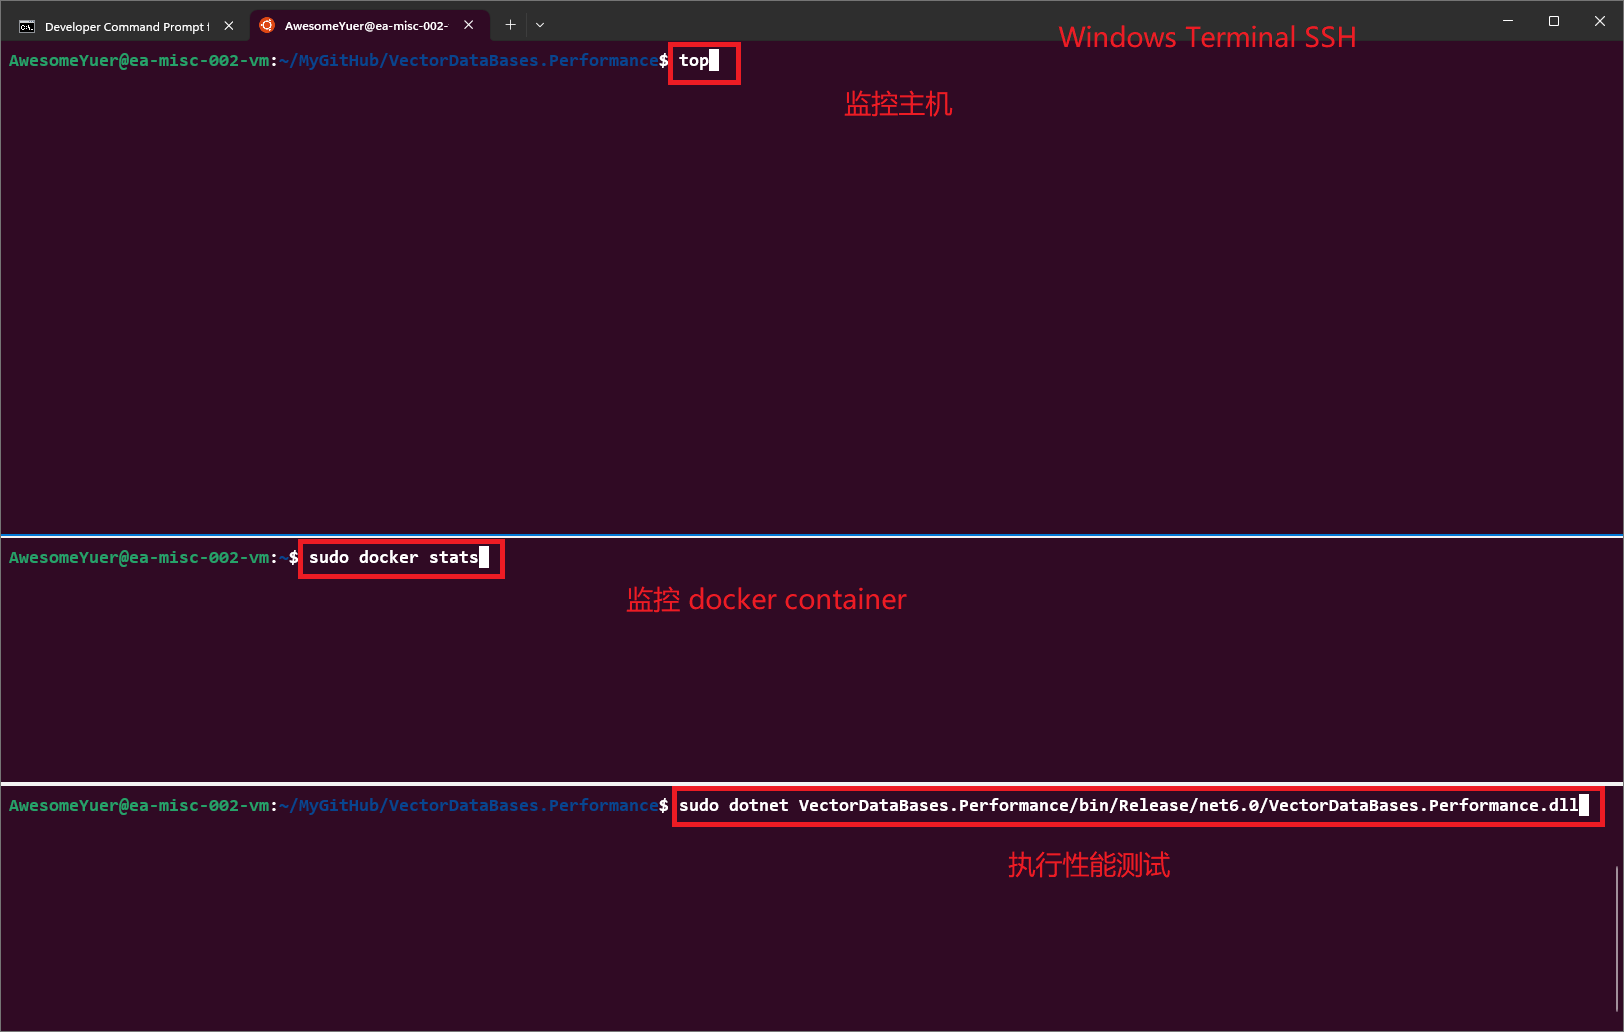 Developer Command Prompt f
AwesomeYuer@ea-misc-002-
Windows Terminal SSH
AwesomeYuer@ea-misc-002-vm:~/MyGitHub/VectorDataBases.Performance$ top
监控主机
AwesomeYuer@ea-misc-002-vm:~$ sudo docker stats
监控 docker container
AwesomeYuer@ea-misc-002-vm:~/MyGitHub/VectorDataBases.Performance$ sudo dotnet VectorDataBases.Performance/bin/Release/net6.0/VectorDataBases.Performance.dll
执行性能测试